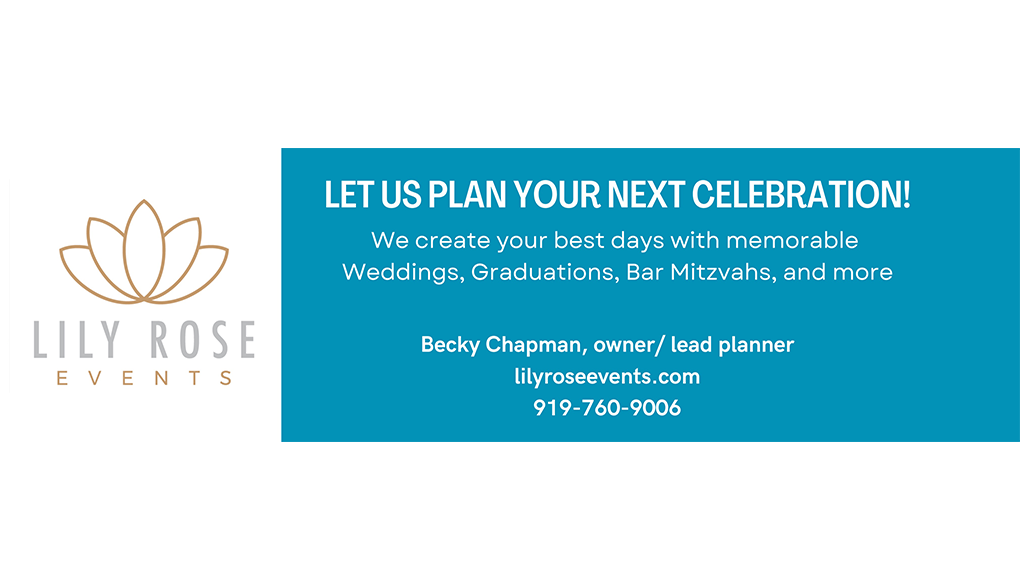 LILY ROSE
EVENTS
LET US PLAN YOUR NEXT CELEBRATION!
We create your best days with memorable
Weddings, Graduations, Bar Mitzvahs, and more
Becky Chapman, owner/ lead planner
lilyroseevents.com
919-760-9006